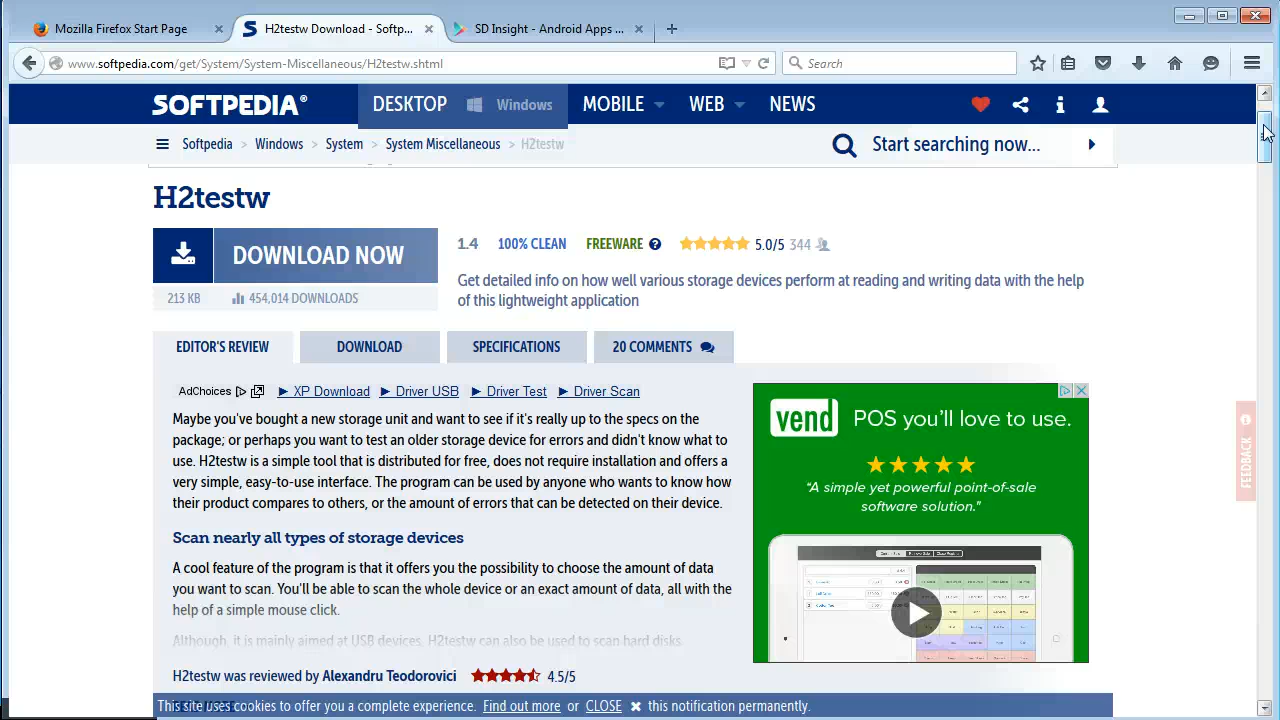 Mozilla Firefox Start Page
H2testw Download - Softp...
SD Insight - Android Apps ...
www.softpedia.com/get/System/System-Miscellaneous/H2testw.shtml
Search
SOFTPEDIA®
DESKTOP Windows MOBILE WEB NEWS
Softpedia > Windows > System > System Miscellaneous > H2testw
Start searching now...
H2testw
DOWNLOAD NOW
213 KB 454,014 DOWNLOADS
1.4 100% CLEAN FREEWARE ? 5.0/5 344
Get detailed info on how well various storage devices perform at reading and writing data with the help
of this lightweight application
EDITOR'S REVIEW DOWNLOAD SPECIFICATIONS 20 COMMENTS
AdChoices XP Download Driver USB Driver Test Driver Scan
Maybe you've bought a new storage unit and want to see if it's really up to the specs on the
package; or perhaps you want to test an older storage device for errors and didn't know what to
use. H2testw is a simple tool that is distributed for free, does not require installation and offers a
very simple, easy-to-use interface. The program can be used by anyone who wants to know how
their product compares to others, or the amount of errors that can be detected on their device.
Scan nearly all types of storage devices
A cool feature of the program is that it offers you the possibility to choose the amount of data
you want to scan. You'll be able to scan the whole device or an exact amount of data, all with the
help of a simple mouse click.
Although, it is mainly aimed at USB devices, H2testw can also be used to scan hard disks
H2testw was reviewed by Alexandru Teodorovici 4.5/5
vend
POS you'll love to use.
"A simple yet powerful point-of-sale
software solution."
FEEDBACK
This site uses cookies to offer you a complete experience. Find out more or CLOSE ✖ this notification permanently.